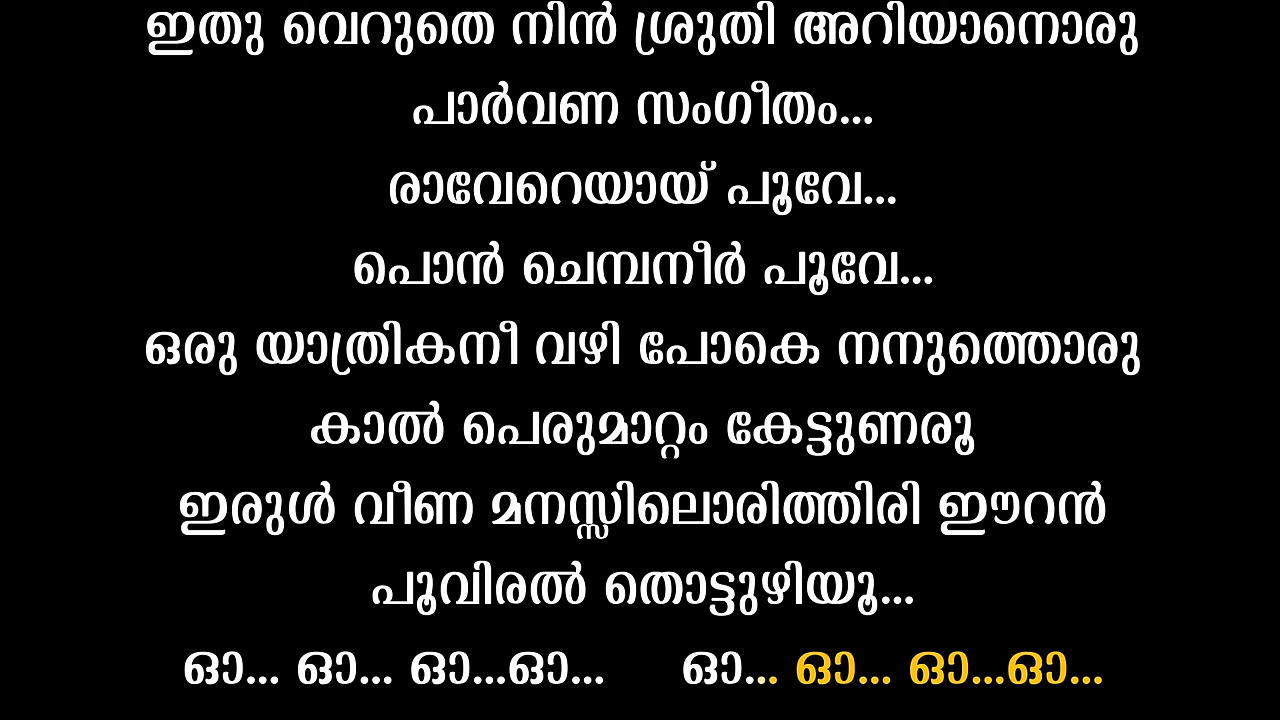 ഇതു വെറുതെ നിൻ ശ്രുതി അറിയാനൊരു
പാർവണ സംഗീതം...
രാവേറെയായ് പൂവേ...
പൊൻ ചെമ്പനീർ പൂവേ...
ഒരു യാത്രികനീ വഴി പോകെ നനുത്തൊരു
കാൽ പെരുമാറ്റം കേട്ടുണരൂ
ഇരുൾ വീണ മനസ്സിലൊരിത്തിരി ഈറൻ
പൂവിരൽ തൊട്ടുഴിയൂ...
ഓ... ഓ... ഓ...ഓ... ഓ... ഓ... ഓ...ഓ...